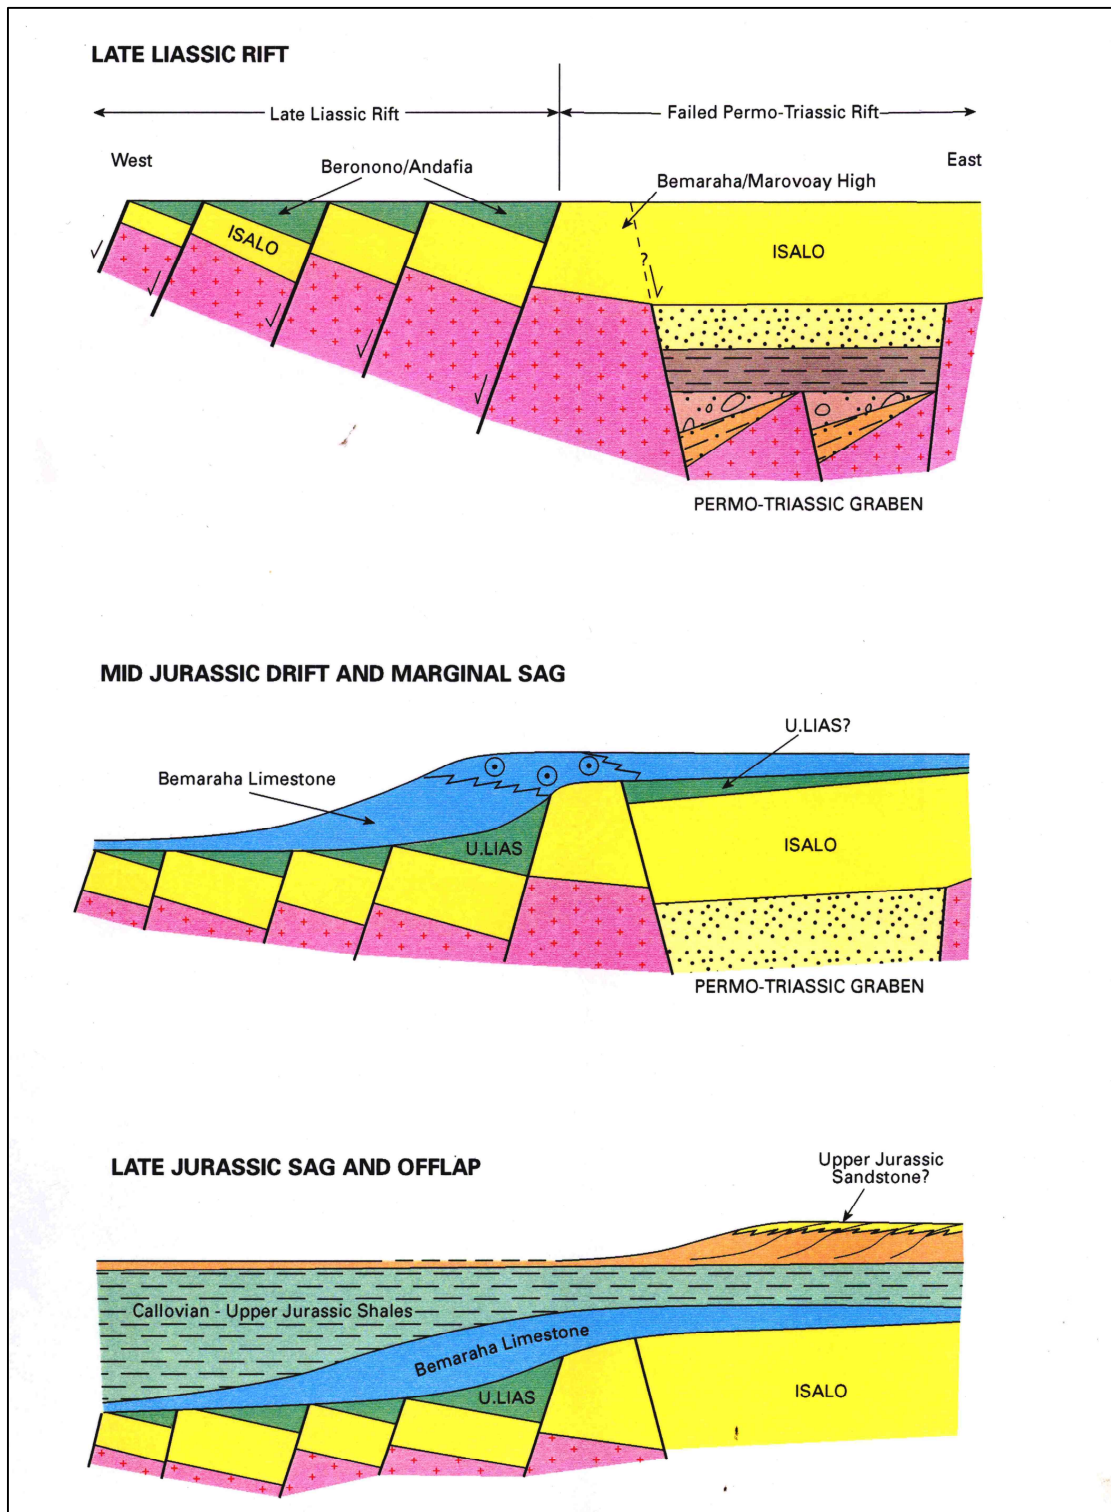 LATE LIASSIC RIFT
Late Liassic Rift
Failed Permo-Triassic Rift
West
Beronono/Andafia
Bemaraha/Marovoay High
East
ISALO
?
ISALO
PERMO-TRIASSIC GRABEN
MID JURASSIC DRIFT AND MARGINAL SAG
U.LIAS?
Bemaraha Limestone
U.LIAS
ISALO
PERMO-TRIASSIC GRABEN
LATE JURASSIC SAG AND OFFLAP
Upper Jurassic
Sandstone?
Callovian - Upper Jurassic Shales
Bemaraha Limestone
U.LIAS
ISALO